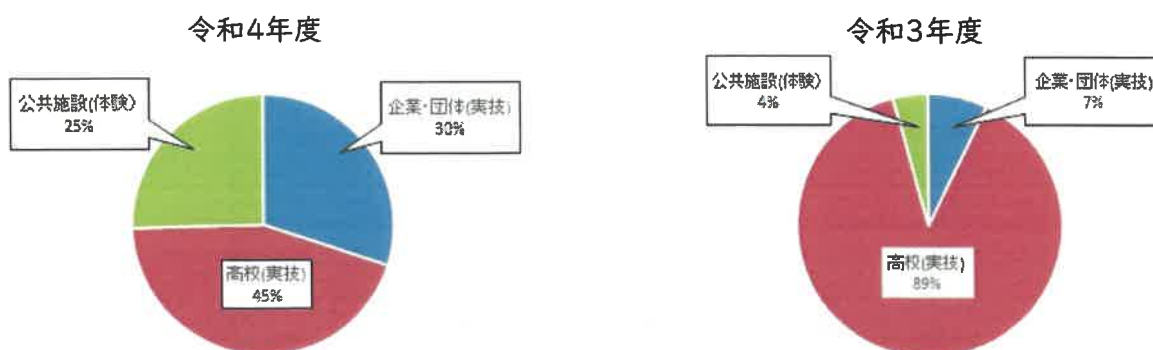 令和4年度
公共施設(体験)
25%
企業・団体(実技)
30%
高校(実技)
45%
令和3年度
公共施設(体験)
4%
企業・団体(実技)
7%
高校(実技)
89%